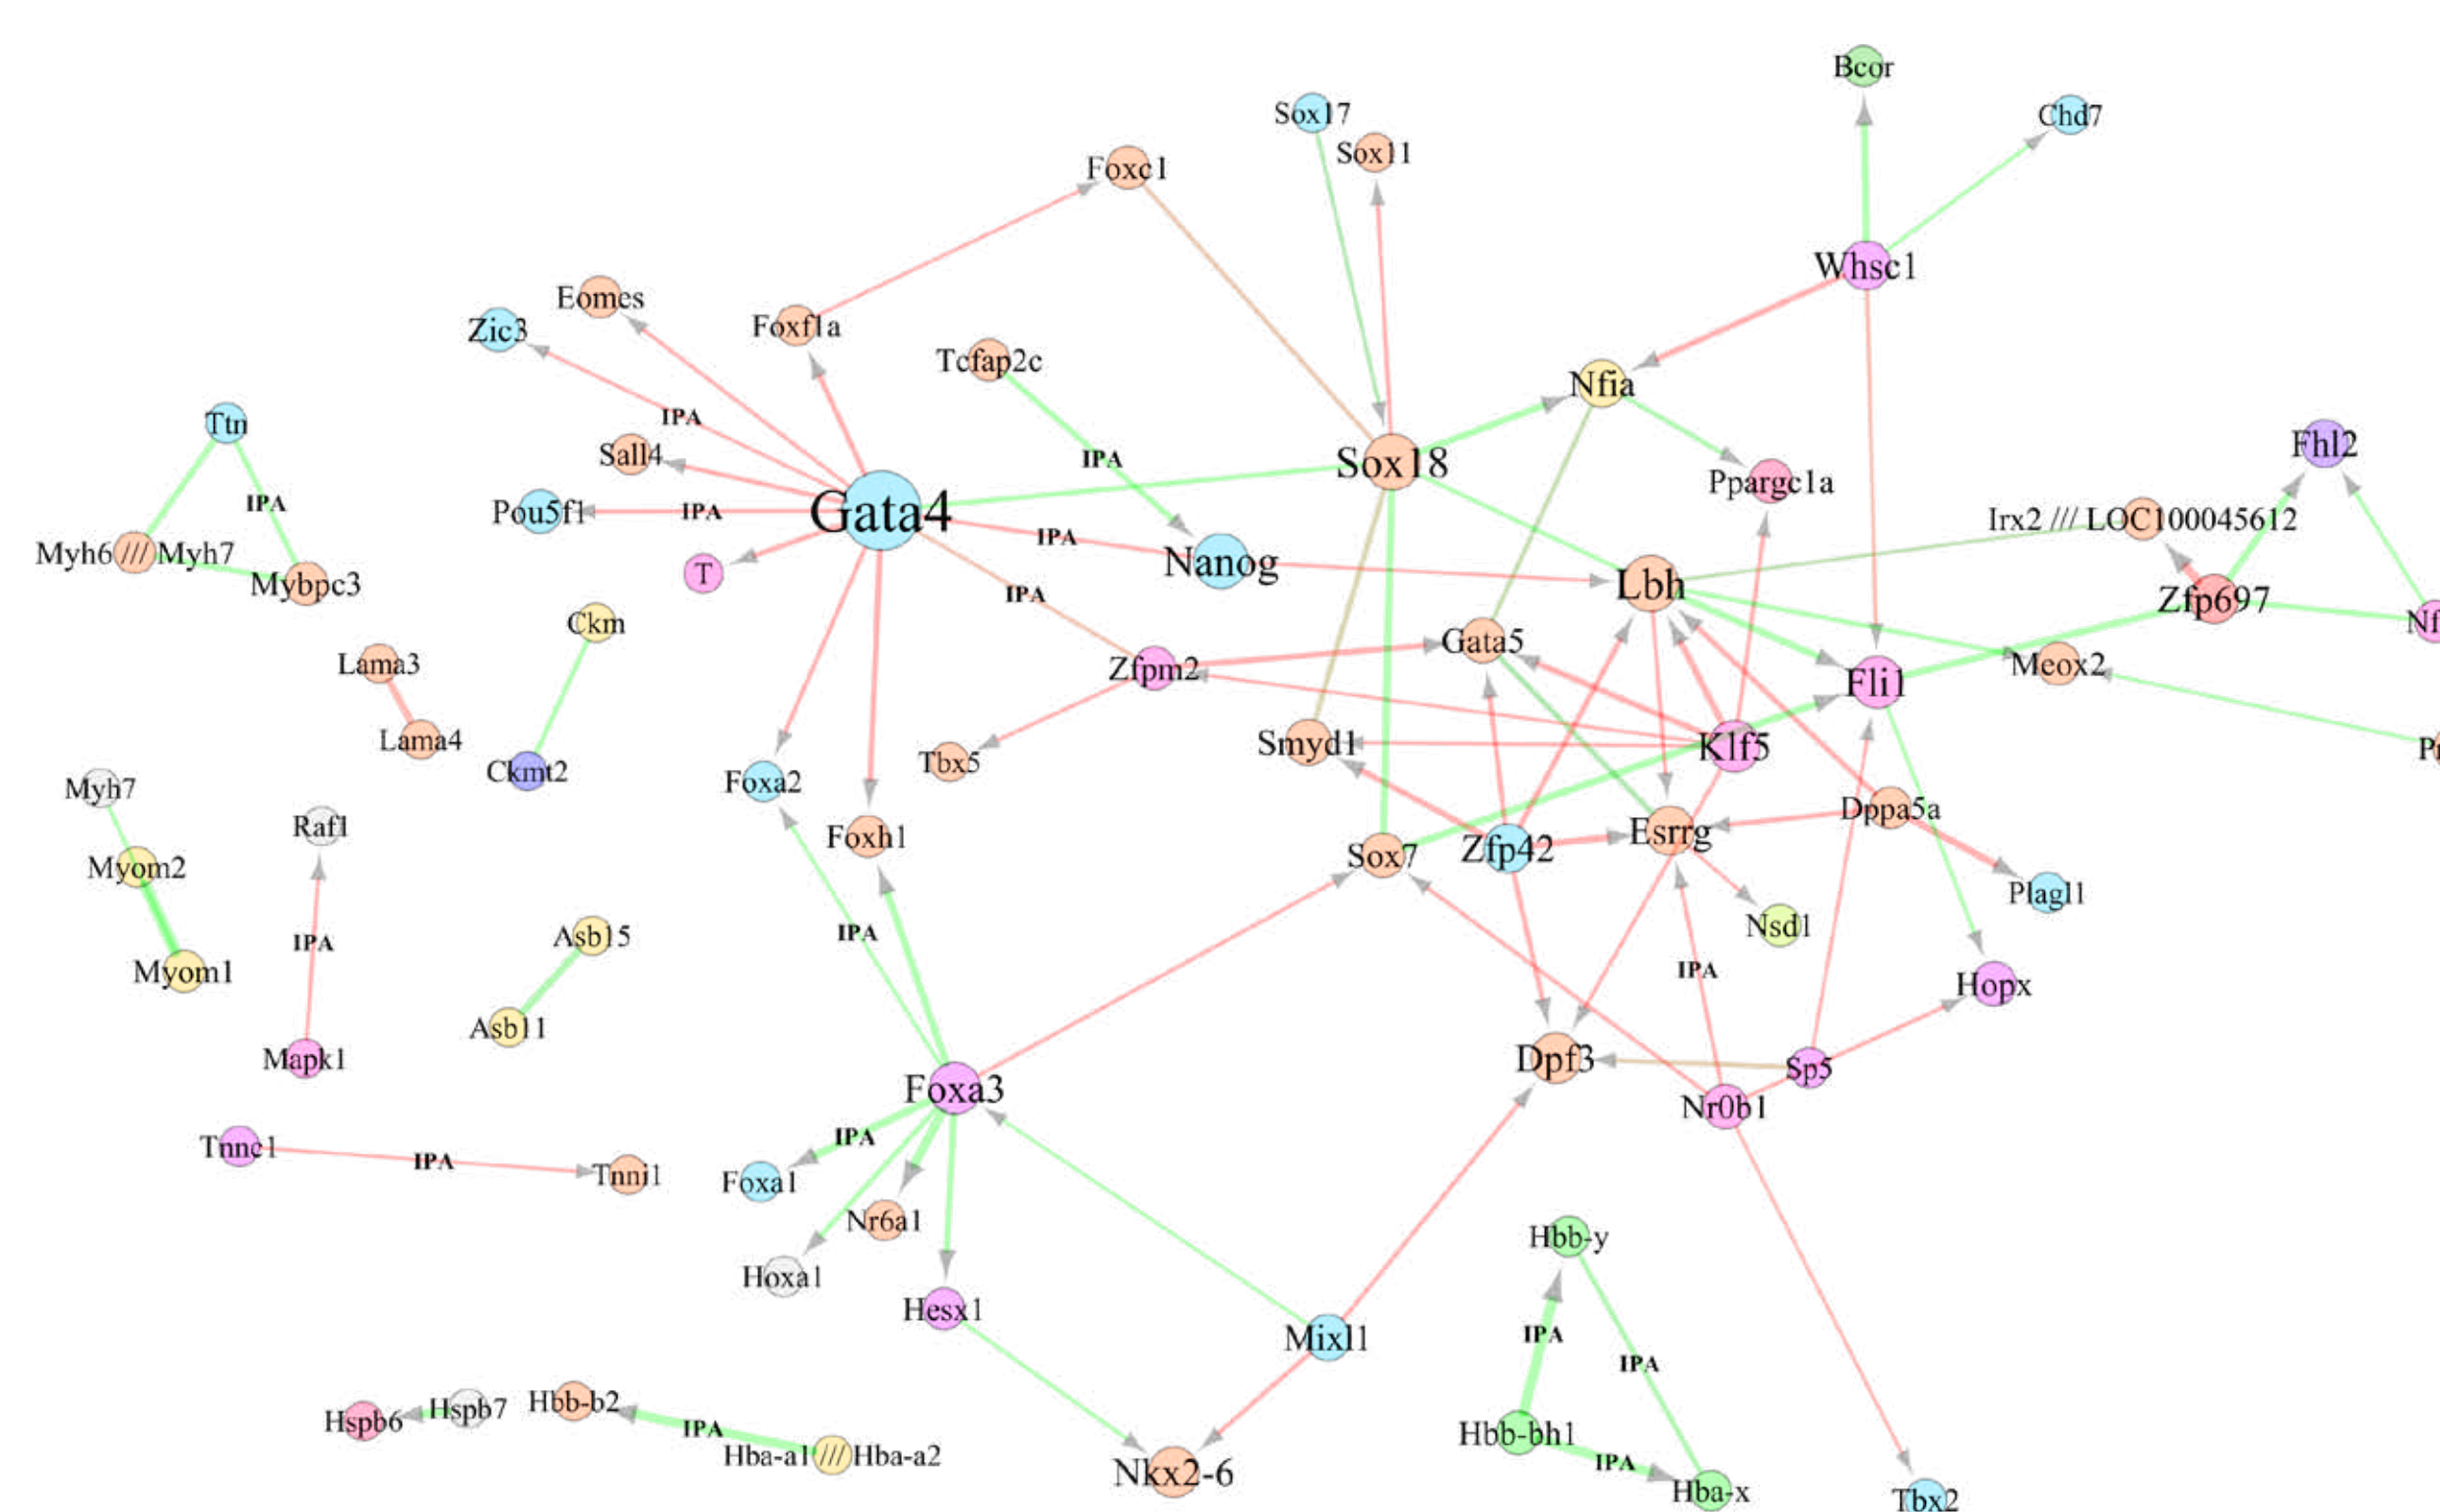 Bcor
Sox17
Chd7
Sox11
Foxc1
Whsc1
Eomes
Zic3
Foxf1a
Tcfap2c
Nfia
IPA
Ttn
Fhl2
Sall4
IPA
Sox18
Ppargc1a
IPA
Pou5f1
IPA
Gata4
Irx2 /// LOC100045612
IPA
Myh6 /// Myh7
Nanog
T
Mybpc3
Lbh
IPA
Zfp697
Ckm
Nf
Gata5
Lama3
Zfpm2
Meox2
Fli1
Lama4
Smyd1
Klf5
Pr
Tbx5
Ckmt2
Foxa2
Myh7
Dppa5a
Raf1
Foxh1
Esrrg
Zfp42
Sox7
Myom2
Plagl1
Nsd1
IPA
Asb15
IPA
Myom1
IPA
Hopx
Asb11
Mapk1
Dpf3
Sp5
Foxa3
Nr0b1
IPA
Tnnc1
IPA
Tnni1
Foxa1
Nr6a1
Hbb-y
Hoxa1
Hesx1
IPA
Mixl1
IPA
Hbb-b2
Hspb7
Hspb6
IPA
Hbb-bh1
Hba-a1 /// Hba-a2
IPA
Nkx2-6
Hba-x
Tbx2